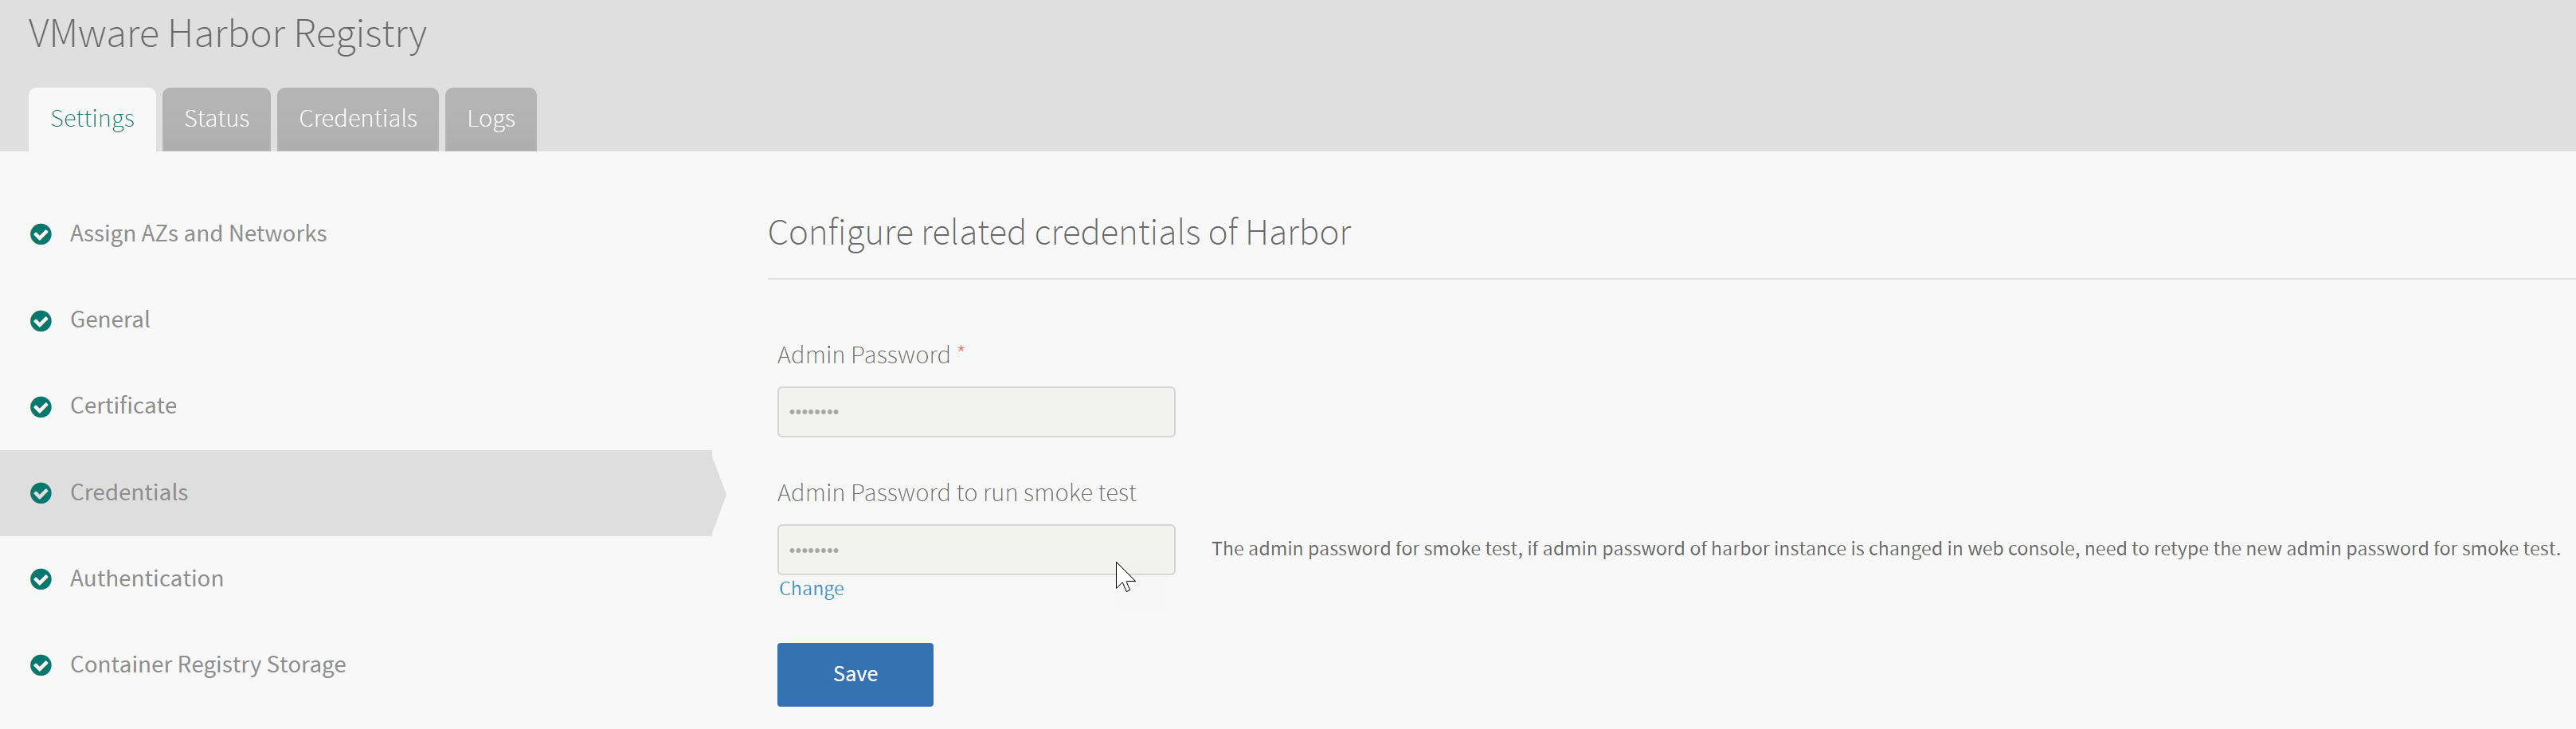 VMware Harbor Registry
Settings
Status
Credentials
Logs
Assign AZs and Networks
General
Certificate
Credentials
Authentication
Container Registry Storage
Configure related credentials of Harbor
Admin Password *
••••••••
Admin Password to run smoke test
••••••••
The admin password for smoke test, if admin password of harbor instance is changed in web console, need to retype the new admin password for smoke test.
Change
Save